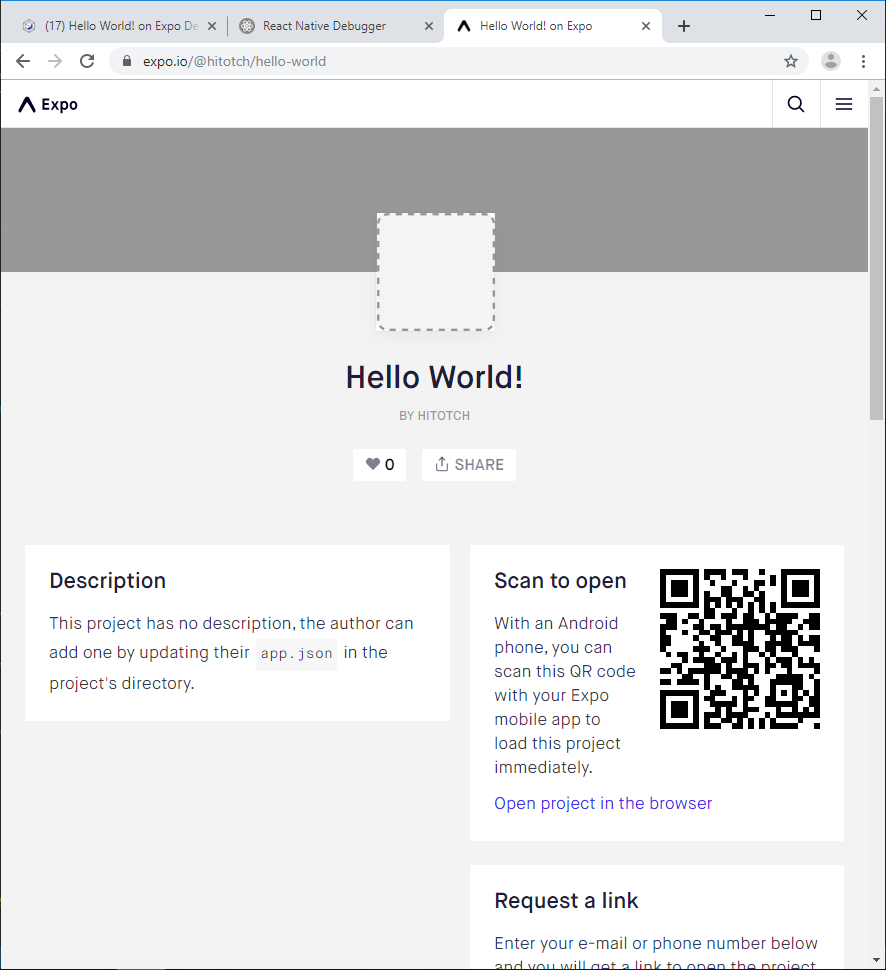 (17) Hello World! on Expo De
React Native Debugger
Hello World! on Expo
expo.io/@hitotch/hello-world
Expo
Hello World!
BY HITOTCH
0
SHARE
Description
This project has no description, the author can
add one by updating their app.json in the
project's directory.
Scan to open
With an Android
phone, you can
scan this QR code
with your Expo
mobile app to
load this project
immediately.
Open project in the browser
Request a link
Enter your e-mail or phone number below
and you will get a link to open the project